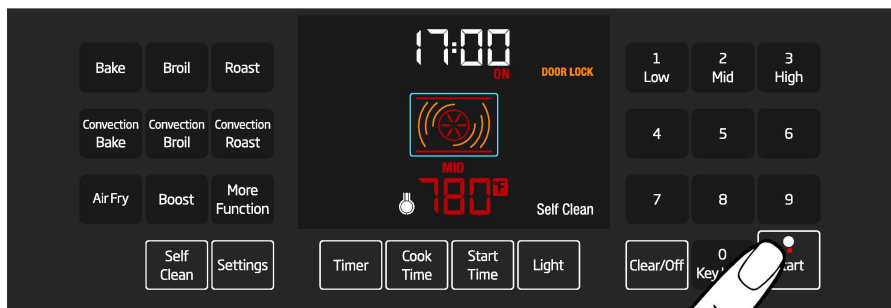 Bake
Broil
Roast
Convection
Bake
Convection
Broil
Convection
Roast
Air Fry
Boost
More
Function
Self
Clean
Settings
17:00
ON
DOOR LOCK
MID
780°F
Self Clean
Timer
Cook
Time
Start
Time
Light
1
Low
2
Mid
3
High
4
5
6
7
8
9
Clear/Off
0
Key